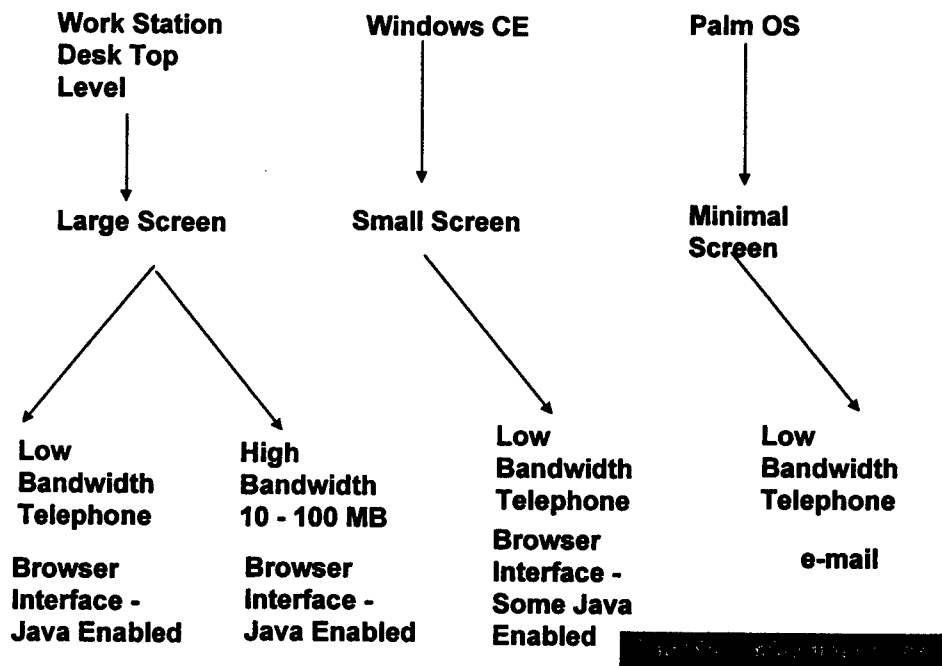 Work Station
Desk Top
Level
Windows CE
Palm OS
Large Screen
Small Screen
Minimal
Screen
Low
Bandwidth
Telephone
High
Bandwidth
10 - 100 MB
Low
Bandwidth
Telephone
Low
Bandwidth
Telephone
Browser
Interface -
Java Enabled
Browser
Interface -
Java Enabled
Browser
Interface -
Some Java
Enabled
e-mail